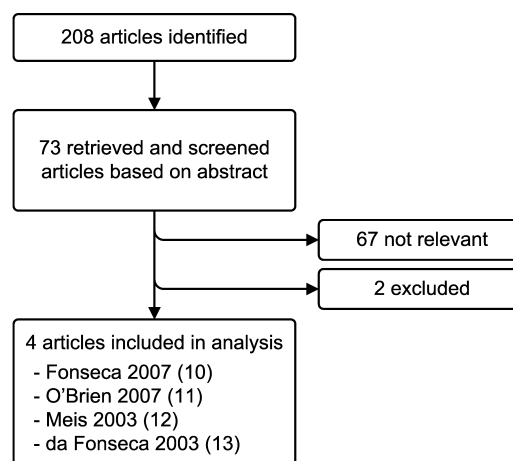 208 articles identified
73 retrieved and screened
articles based on abstract
67 not relevant
2 excluded
4 articles included in analysis
- Fonseca 2007 (10)
- O'Brien 2007 (11)
- Meis 2003 (12)
- da Fonseca 2003 (13)